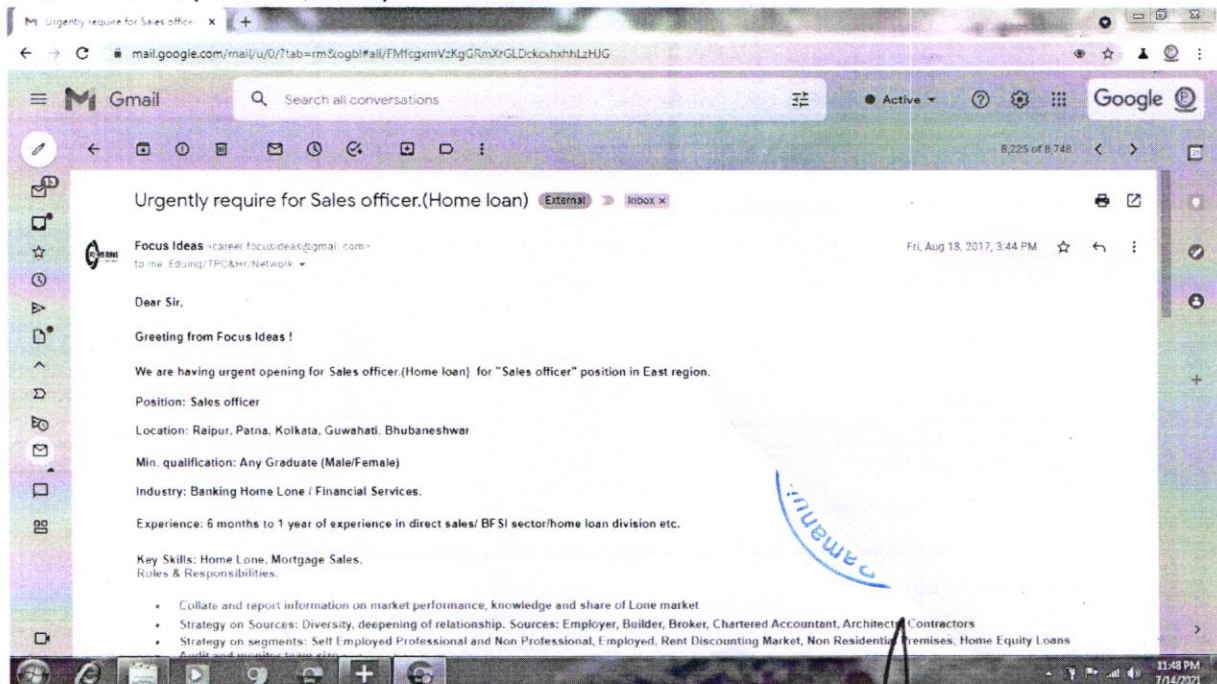 Urgently require for Sales office
mail.google.com/mail/u/0/?tab=rm&ogbl#all/FMfcgxmVzKgGRmXrGLDckcxhxhhLzHJG
Gmail
Search all conversations
Active
Google
8,225 of 8,748
Urgently require for Sales officer.(Home loan) External Inbox x
Focus Ideas <career.focusideas@gmail.com>
Fri, Aug 18, 2017, 3:44 PM
to me, Eduing/TPC&Hr/Network
Dear Sir,
Greeting from Focus Ideas !
We are having urgent opening for Sales officer.(Home loan) for "Sales officer" position in East region.
Position: Sales officer
Location: Raipur, Patna, Kolkata, Guwahati, Bhubaneshwar
Min. qualification: Any Graduate (Male/Female)
Industry: Banking Home Lone / Financial Services.
Experience: 6 months to 1 year of experience in direct sales/ BFSI sector/home loan division etc.
Key Skills: Home Lone, Mortgage Sales,
Roles & Responsibilities:
• Collate and report information on market performance, knowledge and share of Lone market
• Strategy on Sources: Diversity, deepening of relationship. Sources: Employer, Builder, Broker, Chartered Accountant, Architects Contractors
• Strategy on segments: Self Employed Professional and Non Professional, Employed, Rent Discounting Market, Non Residential Premises, Home Equity Loans
• Audit and monitor team size
Ramanuj
11:48 PM
7/14/2021